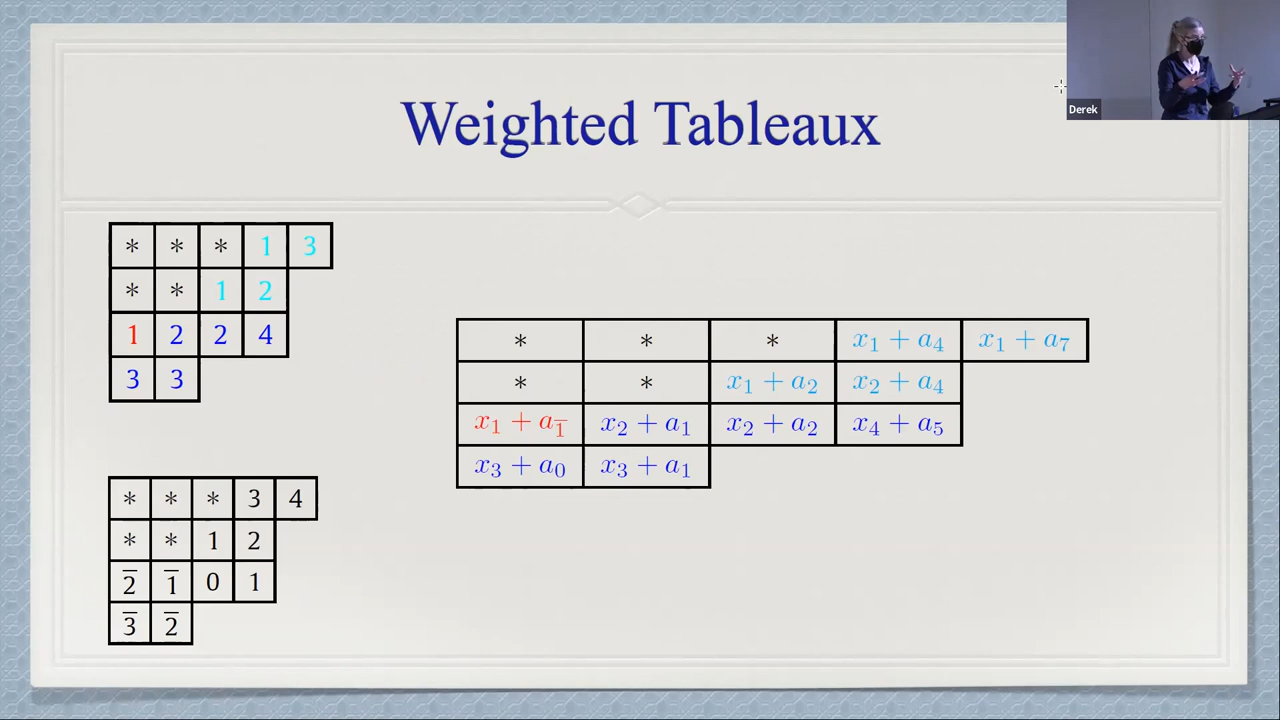 Derek
Weighted Tableaux
* * * 1 3
* * 1 2
1 2 2 4
3 3
* * * x₁ + a₄ x₁ + a₇
* * x₁ + a₂ x₂ + a₄
x₁ + a_1̅ x₂ + a₁ x₂ + a₂ x₄ + a₅
x₃ + a₀ x₃ + a₁
* * * 3 4
* * 1 2
2̅ 1̅ 0 1
3̅ 2̅